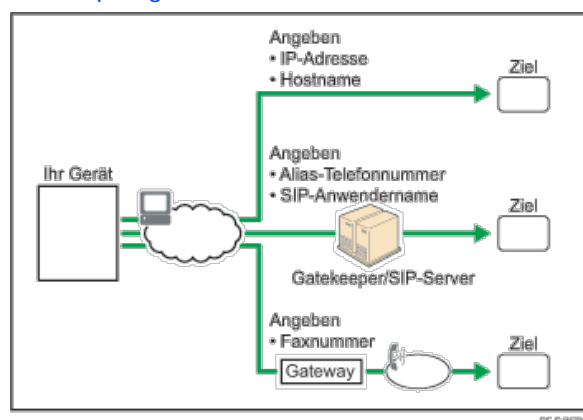 Angeben
• IP-Adresse
• Hostname
Ziel
Angeben
• Alias-Telefonnummer
• SIP-Anwendername
Ihr Gerät
Ziel
Gatekeeper/SIP-Server
Angeben
• Faxnummer
Gateway
Ziel